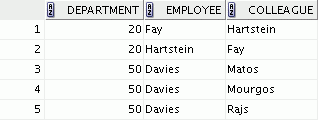 DEPARTMENT EMPLOYEE COLLEAGUE
1 20 Fay Hartstein
2 20 Hartstein Fay
3 50 Davies Matos
4 50 Davies Mourgos
5 50 Davies Rajs